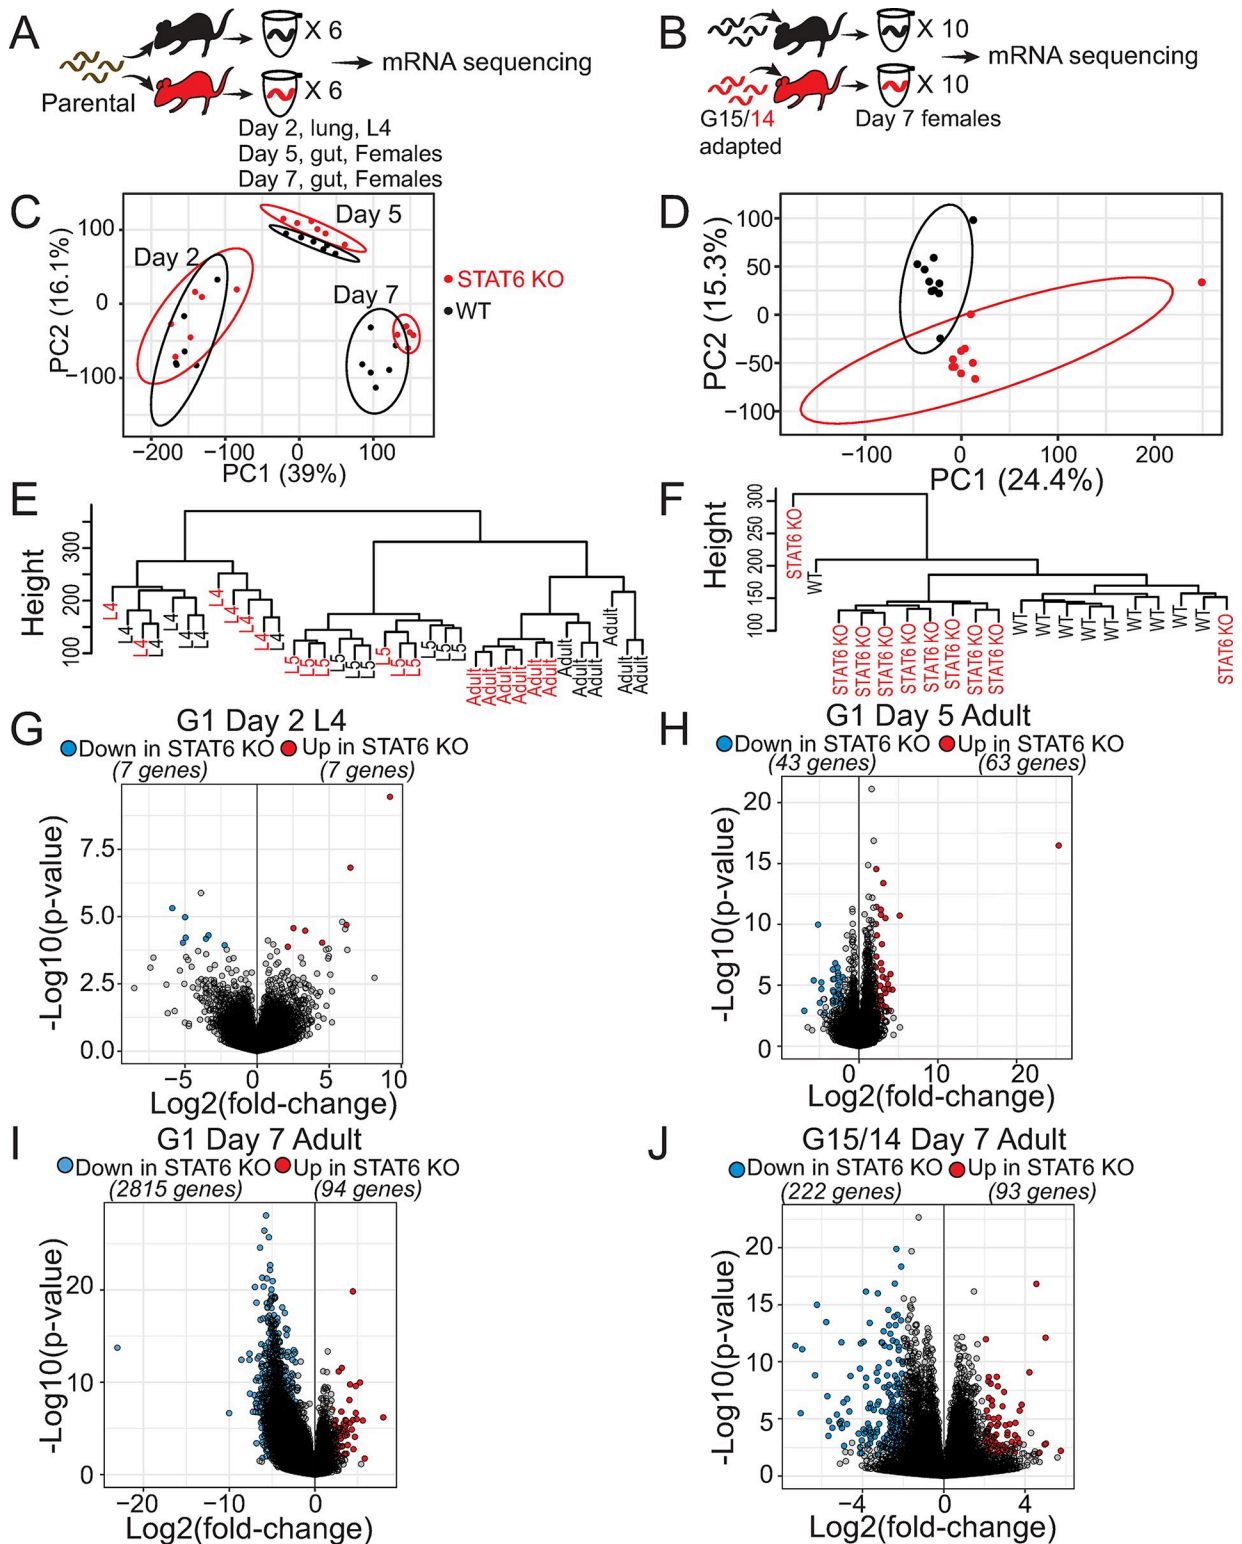 A
X 6
X 6
mRNA sequencing
Parental
Day 2, lung, L4
Day 5, gut, Females
Day 7, gut, Females
B
X 10
X 10
mRNA sequencing
G15/14
adapted
Day 7 females
C
PC2 (16.1%)
100
0
−100
Day 2
Day 5
Day 7
STAT6 KO
WT
−200
−100
0
100
PC1 (39%)
D
PC2 (15.3%)
100
50
0
−50
−100
−100
0
100
200
PC1 (24.4%)
E
Height
300
200
100
L4
L4
L4
L4
L4
L4
L4
L4
L4
L4
L4
L4
L5
L5
L5
L5
L5
L5
L5
L5
L5
L5
L5
L5
Adult
Adult
Adult
Adult
Adult
Adult
Adult
Adult
Adult
Adult
Adult
Adult
F
Height
300
250
200
150
100
STAT6 KO
WT
STAT6 KO
STAT6 KO
STAT6 KO
STAT6 KO
STAT6 KO
STAT6 KO
STAT6 KO
STAT6 KO
WT
WT
WT
WT
WT
WT
WT
WT
WT
STAT6 KO
G
G1 Day 2 L4
Down in STAT6 KO
Up in STAT6 KO
(7 genes)
(7 genes)
-Log10(p-value)
7.5
5.0
2.5
0.0
−5
0
5
10
Log2(fold-change)
H
G1 Day 5 Adult
Down in STAT6 KO
Up in STAT6 KO
(43 genes)
(63 genes)
-Log10(p-value)
20
15
10
5
0
0
10
20
Log2(fold-change)
I
G1 Day 7 Adult
Down in STAT6 KO
Up in STAT6 KO
(2815 genes)
(94 genes)
-Log10(p-value)
20
10
0
−20
−10
0
Log2(fold-change)
J
G15/14 Day 7 Adult
Down in STAT6 KO
Up in STAT6 KO
(222 genes)
(93 genes)
-Log10(p-value)
20
15
10
5
0
−4
0
4
Log2(fold-change)